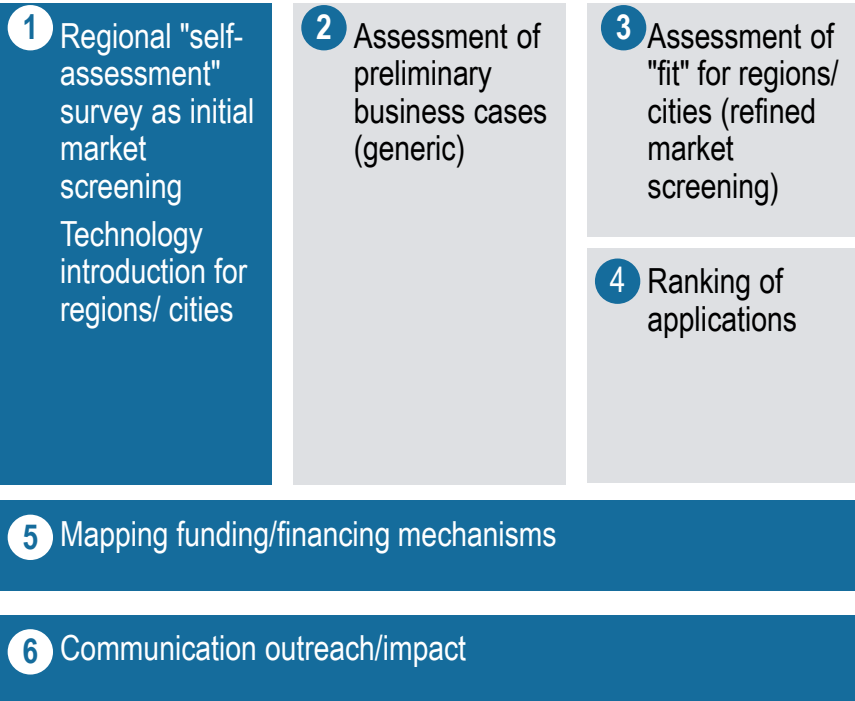 1
Regional "self-
assessment"
survey as initial
market
screening
Technology
introduction for
regions/ cities
2
Assessment of
preliminary
business cases
(generic)
3
Assessment of
"fit" for regions/
cities (refined
market
screening)
4
Ranking of
applications
5
Mapping funding/financing mechanisms
6
Communication outreach/impact